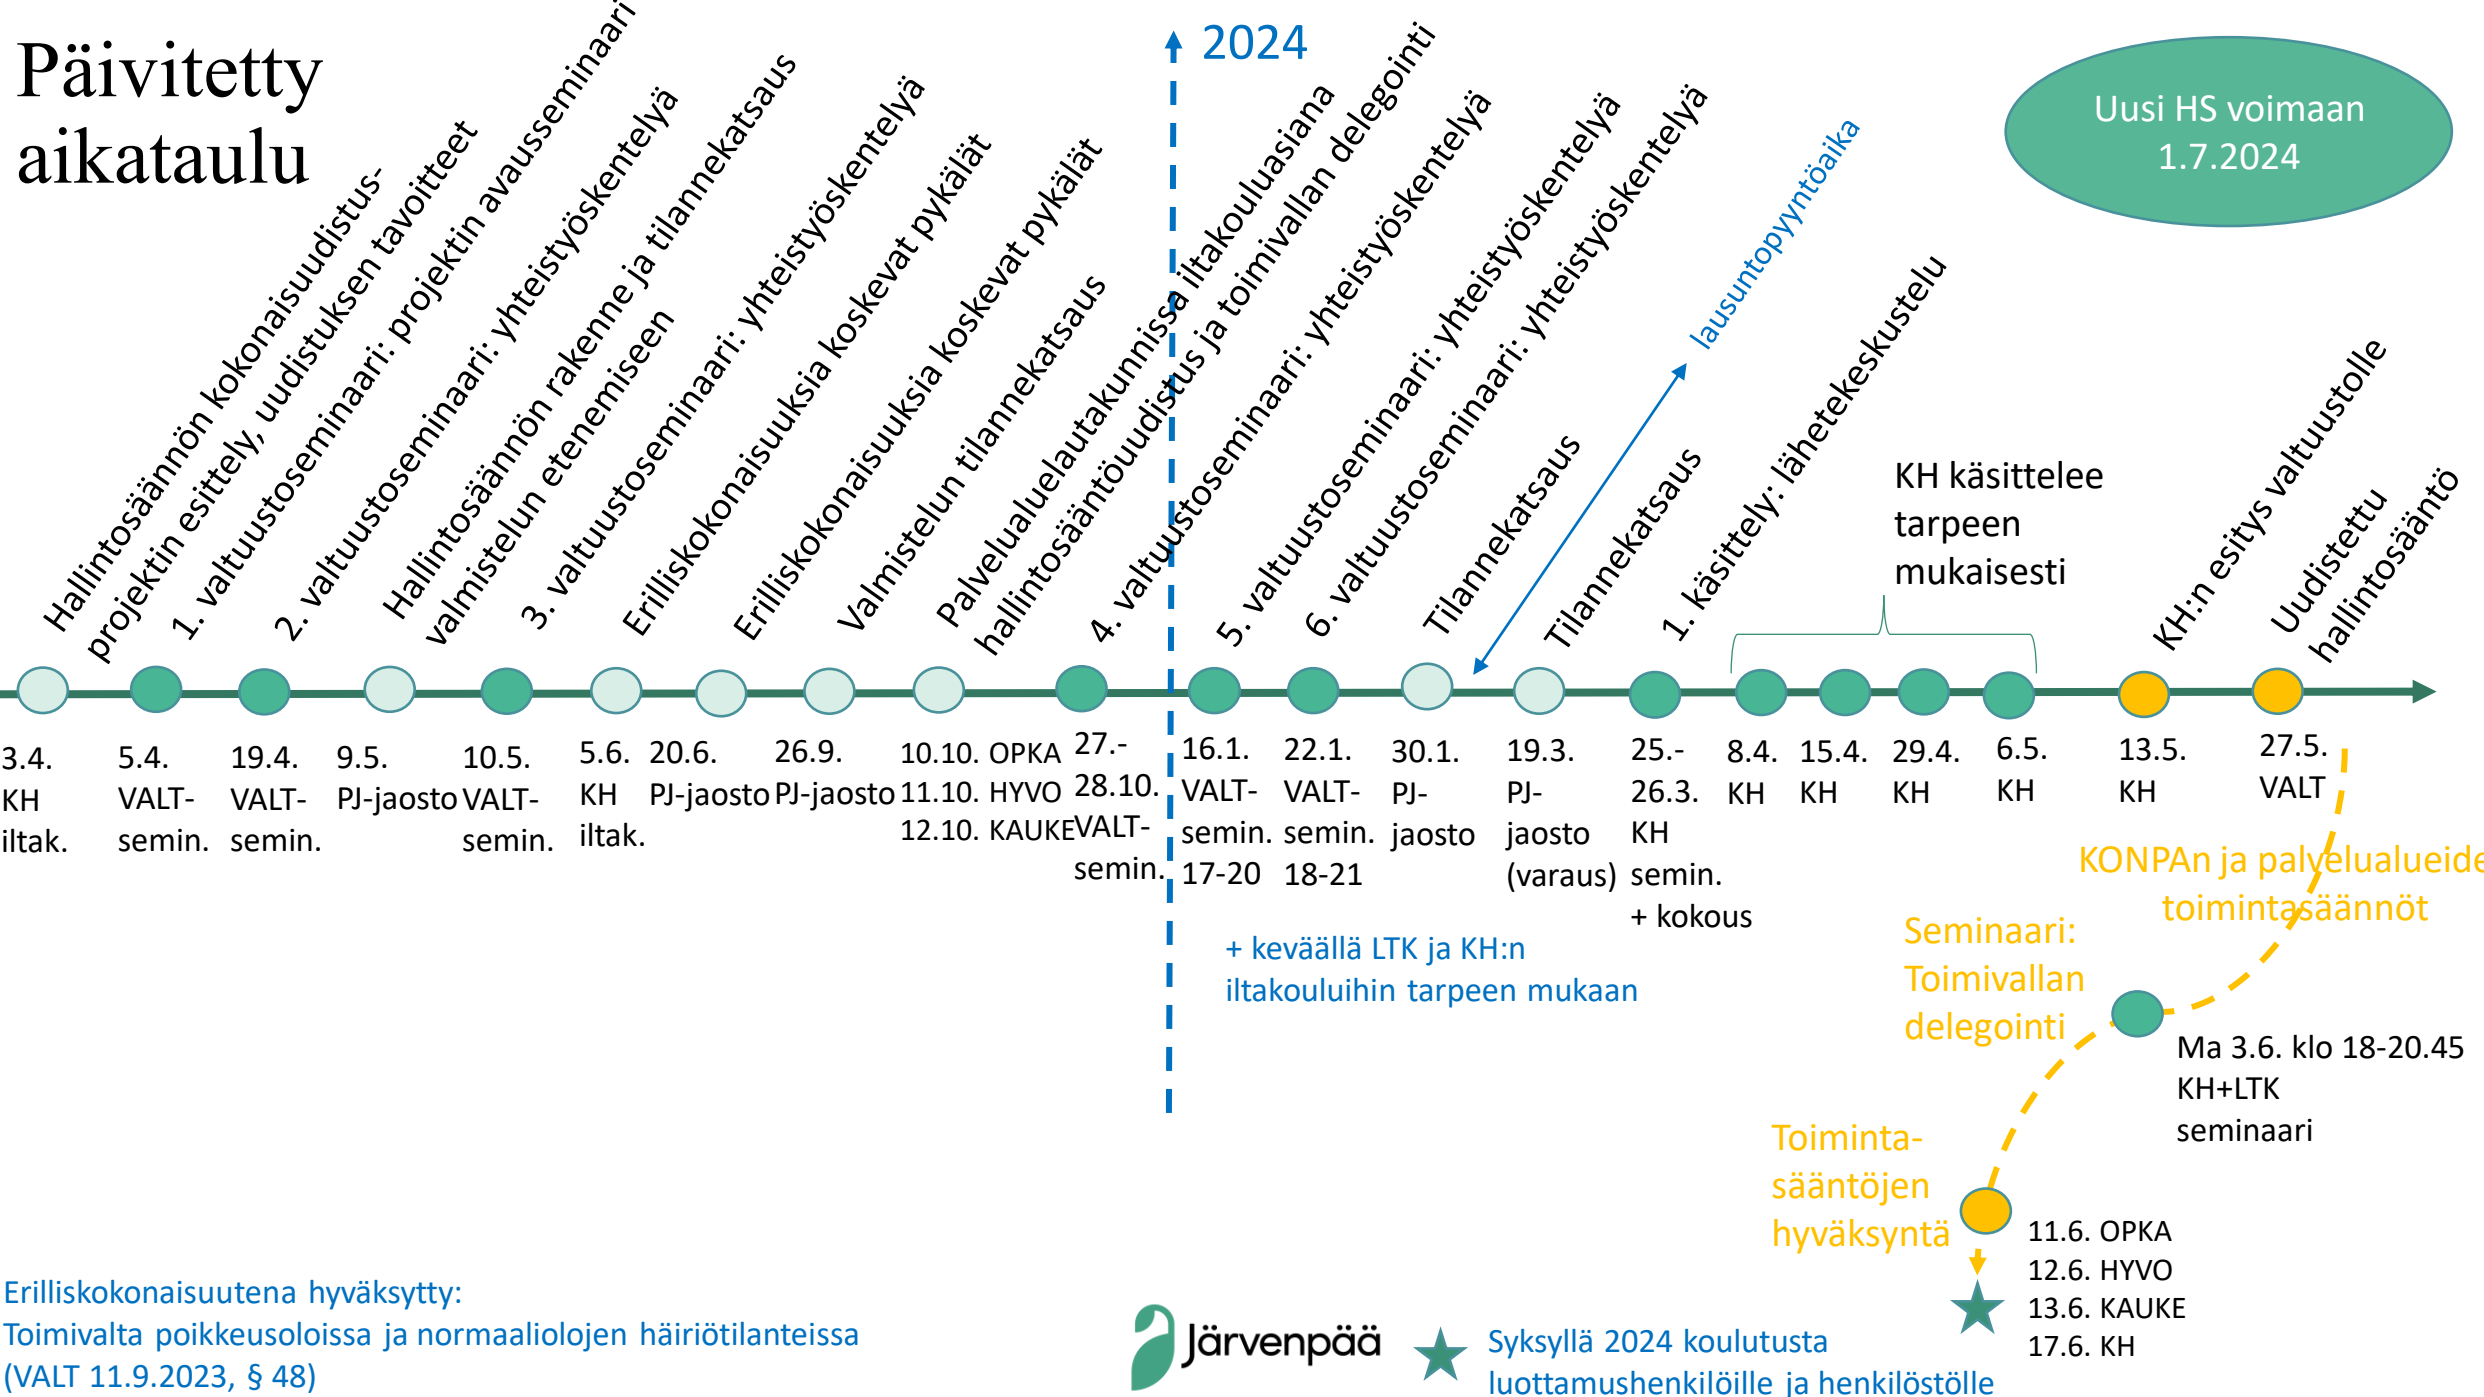 Päivitetty
aikataulu
2024
Uusi HS voimaan
1.7.2024
Hallintosäännön kokonaisuudistus-
projektin esittely, uudistuksen tavoitteet
1. valtuustoseminaari: projektin avausseminaari
2. valtuustoseminaari: yhteistyöskentelyä
Hallintosäännön rakenne ja tilannekatsaus
valmistelun etenemiseen
3. valtuustoseminaari: yhteistyöskentelyä
Erilliskokonaisuuksia koskevat pykälät
Erilliskokonaisuuksia koskevat pykälät
Valmistelun tilannekatsaus
Palvelualuelautakunnissa iltakouluasiana
hallintosääntöuudistus ja toimivallan delegointi
4. valtuustoseminaari: yhteistyöskentelyä
5. valtuustoseminaari: yhteistyöskentelyä
6. valtuustoseminaari: yhteistyöskentelyä
Tilannekatsaus
lausuntopyyntöaika
Tilannekatsaus
1. käsittely: lähetekeskustelu
KH käsittelee
tarpeen
mukaisesti
KH:n esitys valtuustolle
Uudistettu
hallintosääntö
3.4.
KH
iltak.
5.4.
VALT-
semin.
19.4.
VALT-
semin.
9.5.
PJ-jaosto
10.5.
VALT-
semin.
5.6.
KH
iltak.
20.6.
PJ-jaosto
26.9.
PJ-jaosto
10.10. OPKA
11.10. HYVO
12.10. KAUKE
27.-
28.10.
VALT-
semin.
16.1.
VALT-
semin.
17-20
22.1.
VALT-
semin.
18-21
30.1.
PJ-
jaosto
19.3.
PJ-
jaosto
(varaus)
25.-
26.3.
KH
semin.
+ kokous
8.4.
KH
15.4.
KH
29.4.
KH
6.5.
KH
13.5.
KH
27.5.
VALT
+ keväällä LTK ja KH:n
iltakouluihin tarpeen mukaan
KONPAn ja palvelualueide
toimintasäännöt
Seminaari:
Toimivallan
delegointi
Ma 3.6. klo 18-20.45
KH+LTK
seminaari
Toiminta-
sääntöjen
hyväksyntä
11.6. OPKA
12.6. HYVO
13.6. KAUKE
17.6. KH
Erilliskokonaisuutena hyväksytty:
Toimivalta poikkeusoloissa ja normaaliolojen häiriötilanteissa
(VALT 11.9.2023, § 48)
Järvenpää
Syksyllä 2024 koulutusta
luottamushenkilöille ja henkilöstölle